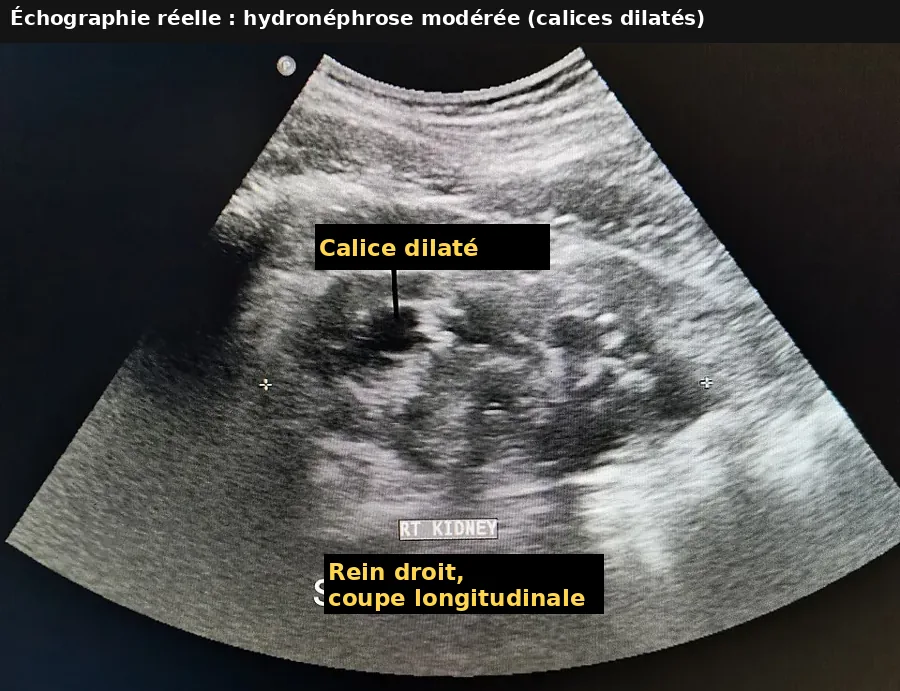 Échographie réelle : hydronéphrose modérée (calices dilatés)
P
Calice dilaté
RT KIDNEY
Rein droit,
coupe longitudinale